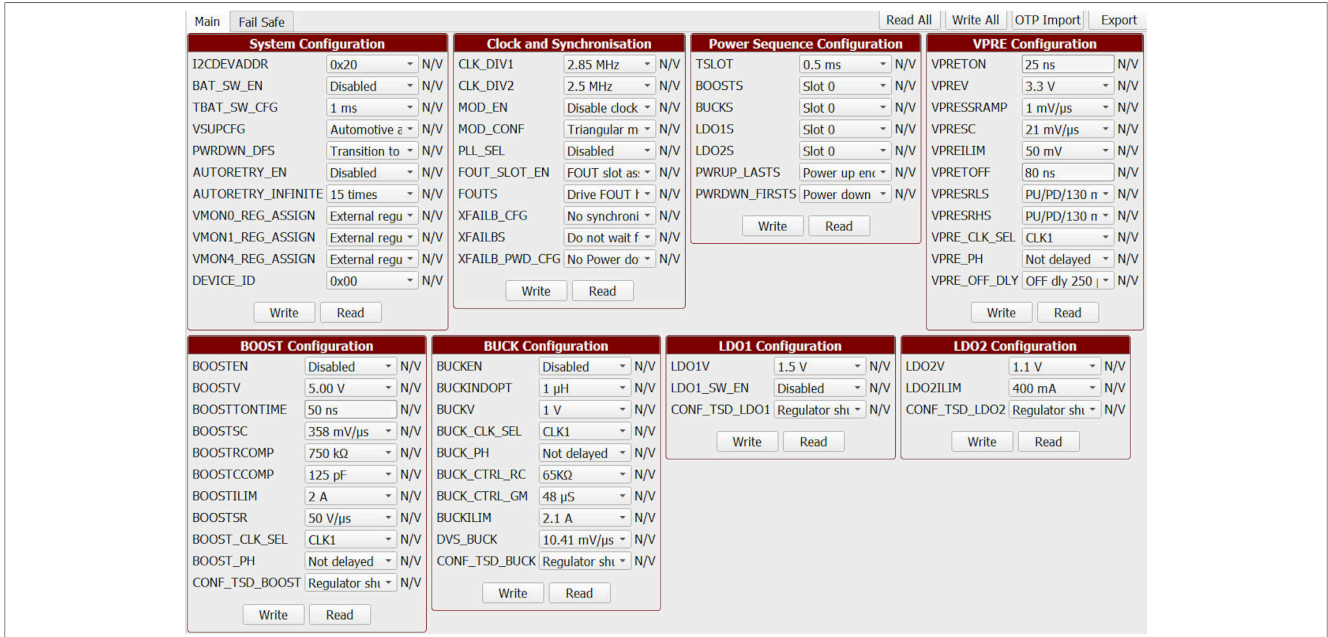 Main Fail Safe Read All Write All OTP Import Export
System Configuration
I2CDEVADDR 0x20 N/V
BAT_SW_EN Disabled N/V
TBAT_SW_CFG 1 ms N/V
VSUPCFG Automotive a N/V
PWRDWN_DFS Transition to N/V
AUTORETRY_EN Disabled N/V
AUTORETRY_INFINITE 15 times N/V
VMON0_REG_ASSIGN External regu N/V
VMON1_REG_ASSIGN External regu N/V
VMON4_REG_ASSIGN External regu N/V
DEVICE_ID 0x00 N/V
Write Read
Clock and Synchronisation
CLK_DIV1 2.85 MHz N/V
CLK_DIV2 2.5 MHz N/V
MOD_EN Disable clock N/V
MOD_CONF Triangular m N/V
PLL_SEL Disabled N/V
FOUT_SLOT_EN FOUT slot as N/V
FOUTS Drive FOUT N/V
XFAILB_CFG No synchroni N/V
XFAILBS Do not wait f N/V
XFAILB_PWD_CFG No Power do N/V
Write Read
Power Sequence Configuration
TSLOT 0.5 ms N/V
BOOSTS Slot 0 N/V
BUCKS Slot 0 N/V
LDO1S Slot 0 N/V
LDO2S Slot 0 N/V
PWRUP_LASTS Power up end N/V
PWRDWN_FIRSTS Power down N/V
Write Read
VPRE Configuration
VPRETON 25 ns N/V
VPREV 3.3 V N/V
VPRESSRAMP 1 mV/µs N/V
VPRESC 21 mV/µs N/V
VPREILIM 50 mV N/V
VPRETOFF 80 ns N/V
VPRESRLS PU/PD/130 N/V
VPRESRHS PU/PD/130 N/V
VPRE_CLK_SEL CLK1 N/V
VPRE_PH Not delayed N/V
VPRE_OFF_DLY OFF dly 250 N/V
Write Read
BOOST Configuration
BOOSTEN Disabled N/V
BOOSTV 5.00 V N/V
BOOSTTONTIME 50 ns N/V
BOOSTSC 358 mV/µs N/V
BOOSTRCOMP 750 kΩ N/V
BOOSTCCOMP 125 pF N/V
BOOSTILIM 2 A N/V
BOOSTSR 50 V/µs N/V
BOOST_CLK_SEL CLK1 N/V
BOOST_PH Not delayed N/V
CONF_TSD_BOOST Regulator shu N/V
Write Read
BUCK Configuration
BUCKEN Disabled N/V
BUCKINDOPT 1 µH N/V
BUCKV 1 V N/V
BUCK_CLK_SEL CLK1 N/V
BUCK_PH Not delayed N/V
BUCK_CTRL_RC 65KΩ N/V
BUCK_CTRL_GM 48 µS N/V
BUCKILIM 2.1 A N/V
DVS_BUCK 10.41 mV/µs N/V
CONF_TSD_BUCK Regulator shu N/V
Write Read
LDO1 Configuration
LDO1V 1.5 V N/V
LDO1_SW_EN Disabled N/V
CONF_TSD_LDO1 Regulator shu N/V
Write Read
LDO2 Configuration
LDO2V 1.1 V N/V
LDO2ILIM 400 mA N/V
CONF_TSD_LDO2 Regulator shu N/V
Write Read